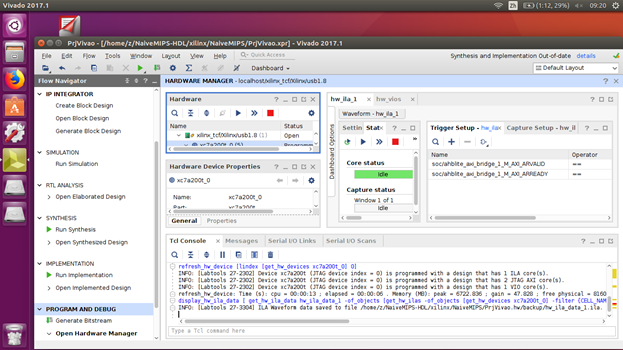 Vivado 2017.1
Zh
(1:12, 29%)
09:20
PrjVivao - [/home/z/NaiveMIPS-HDL/xilinx/PrjVivao.xpr] - Vivado 2017.1
File Edit Flow Tools Window Layout View Help
Synthesis and Implementation Out-of-date details
Dashboard
Default Layout
Flow Navigator
HARDWARE MANAGER - localhost/xilinx_tcf/Xilinx/usb1.8
IP INTEGRATOR
Create Block Design
Open Block Design
Generate Block Design
SIMULATION
Run Simulation
RTL ANALYSIS
Open Elaborated Design
SYNTHESIS
Run Synthesis
Open Synthesized Design
IMPLEMENTATION
Run Implementation
Open Implemented Design
PROGRAM AND DEBUG
Generate Bitstream
Open Hardware Manager
Hardware
Name Status
xilinx_tcf/Xilinx/usb1.8 (1) Open
xc7a200t_0 (5)
Hardware Device Properties
xc7a200t_0
Name: xc7a200t_0
General Properties
Dashboard Options
hw_ila_1 hw_vios
Waveform - hw_ila_1
Settin Stat
Core status
Idle
Capture status
Window 1 of 1
Idle
Trigger Setup - hw_ila
Capture Setup - hw_il
Name Operator
soc/ahblite_axi_bridge_1_M_AXI_ARVALID ==
soc/ahblite_axi_bridge_1_M_AXI_ARREADY ==
Tcl Console Messages Serial I/O Links Serial I/O Scans
refresh_hw_device [lindex [get_hw_devices xc7a200t_0] 0]
INFO: [Labtools 27-2302] Device xc7a200t (JTAG device index = 0) is programmed with a design that has 1 ILA core(s).
INFO: [Labtools 27-2302] Device xc7a200t (JTAG device index = 0) is programmed with a design that has 2 JTAG AXI core(s).
INFO: [Labtools 27-2302] Device xc7a200t (JTAG device index = 0) is programmed with a design that has 1 VIO core(s).
refresh_hw_device: Time (s): cpu = 00:00:13 ; elapsed = 00:00:06 . Memory (MB): peak = 6722.836 ; gain = 47.828 ; free physical = 8160
display_hw_ila_data [ get_hw_ila_data hw_ila_data_1 -of_objects [get_hw_ilas -of_objects [get_hw_devices xc7a200t_0] -filter {CELL_NAM
INFO: [Labtools 27-3304] ILA Waveform data saved to file /home/z/NaiveMIPS-HDL/xilinx/PrjVivao.hw/backup/hw_ila_data_1.ila.
Type a Tcl command here